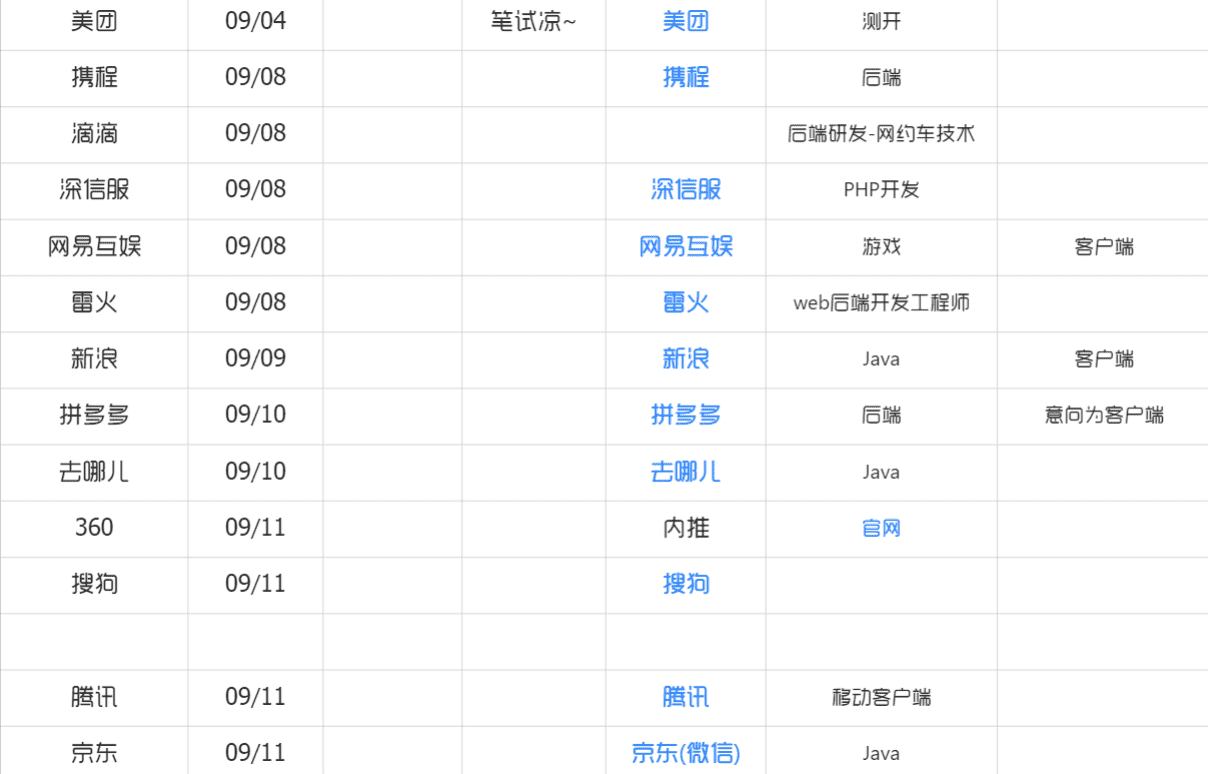 美团 09/04 笔试凉~ 美团 测开
携程 09/08 携程 后端
滴滴 09/08 后端研发-网约车技术
深信服 09/08 深信服 PHP开发
网易互娱 09/08 网易互娱 游戏 客户端
雷火 09/08 雷火 web后端开发工程师
新浪 09/09 新浪 Java 客户端
拼多多 09/10 拼多多 后端 意向为客户端
去哪儿 09/10 去哪儿 Java
360 09/11 内推 官网
搜狗 09/11 搜狗
腾讯 09/11 腾讯 移动客户端
京东 09/11 京东(微信) Java